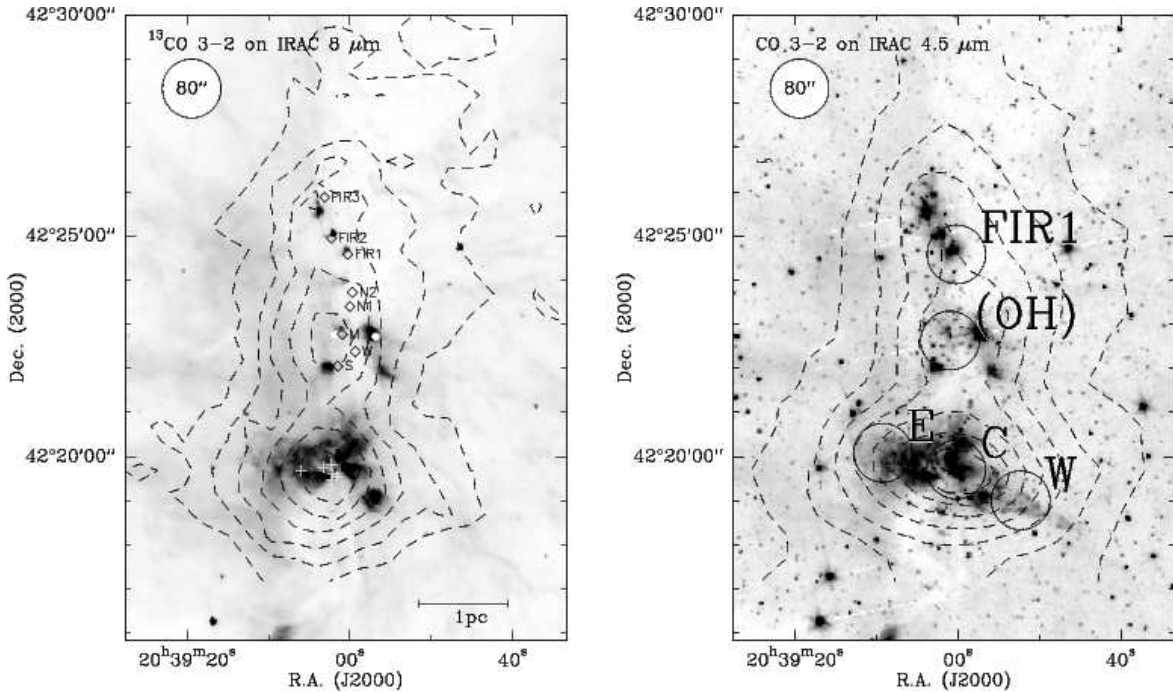 ¹³CO 3-2 on IRAC 8 μm
80"
42°30'00"
42°25'00"
42°20'00"
Dec. (2000)
FIR3
FIR2
FIR1
N2
N1
M
W
S
1pc
20ʰ39ᵐ20ˢ
00ˢ
40ˢ
R.A. (J2000)
CO 3-2 on IRAC 4.5 μm
80"
42°30'00"
42°25'00"
42°20'00"
Dec. (2000)
FIR1
(OH)
E
C
W
20ʰ39ᵐ20ˢ
00ˢ
40ˢ
R.A. (J2000)